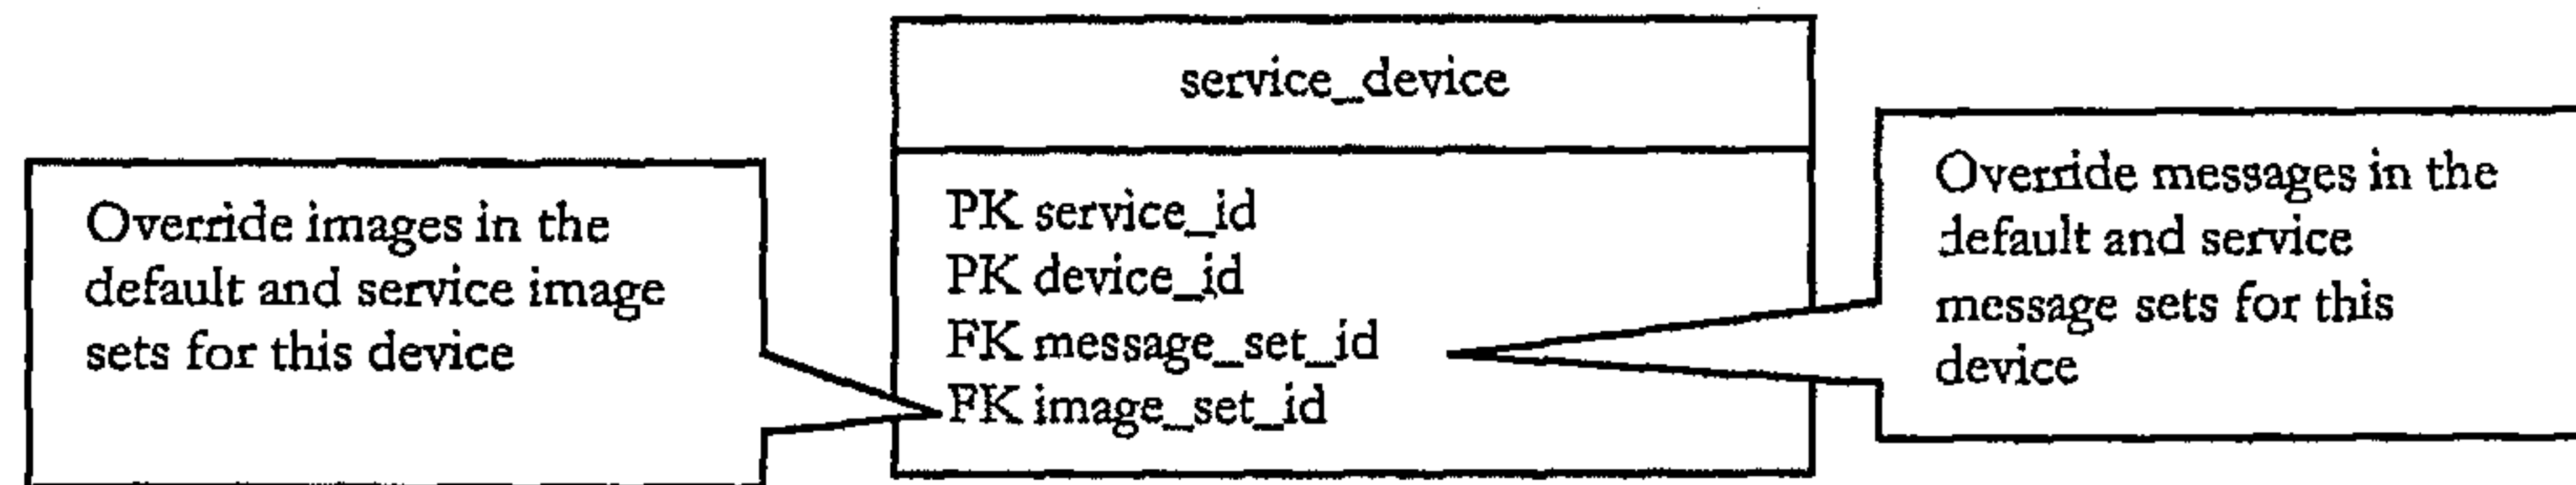 service_device
Override images in the
default and service image
sets for this device
PK service_id
PK device_id
FK message_set_id
FK image_set_id
Override messages in the
default and service
message sets for this
device